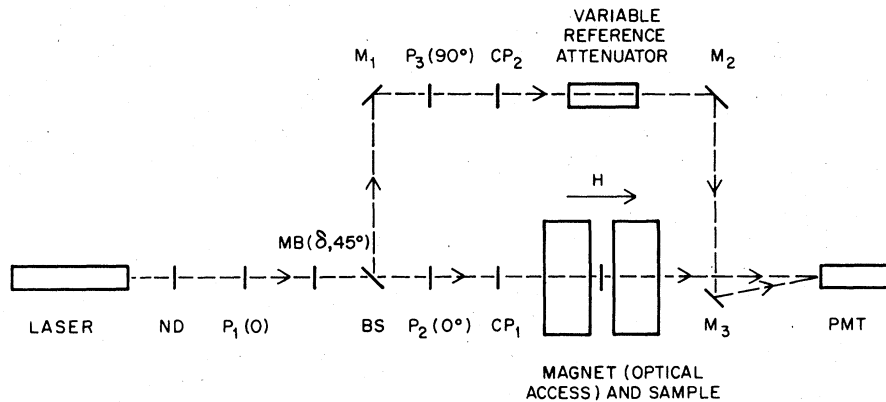 VARIABLE
REFERENCE
ATTENUATOR
M₁
P₃(90°)
CP₂
M₂
H
MB(δ,45°)
LASER
ND
P₁(0)
BS
P₂(0°)
CP₁
M₃
PMT
MAGNET (OPTICAL
ACCESS) AND SAMPLE